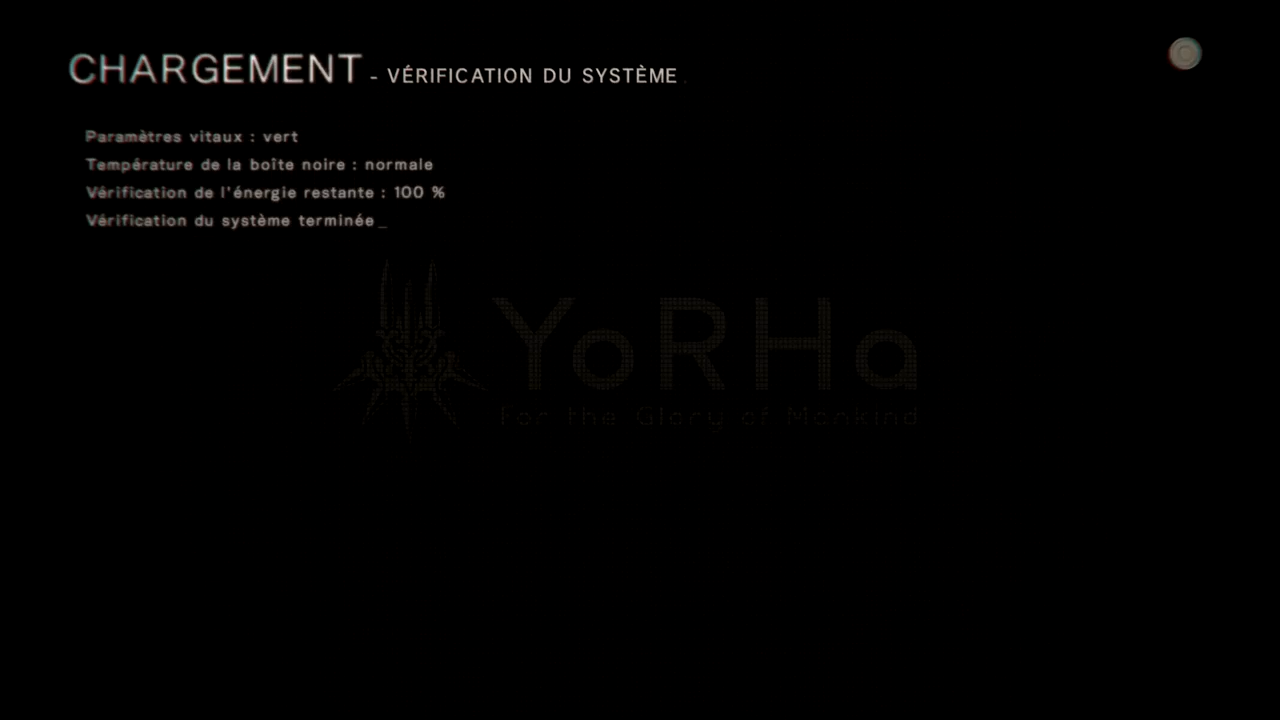 CHARGEMENT - VÉRIFICATION DU SYSTÈME
Paramètres vitaux : vert
Température de la boîte noire : normale
Vérification de l'énergie restante : 100 %
Vérification du système terminée_
YoRHa
For the Glory of Mankind